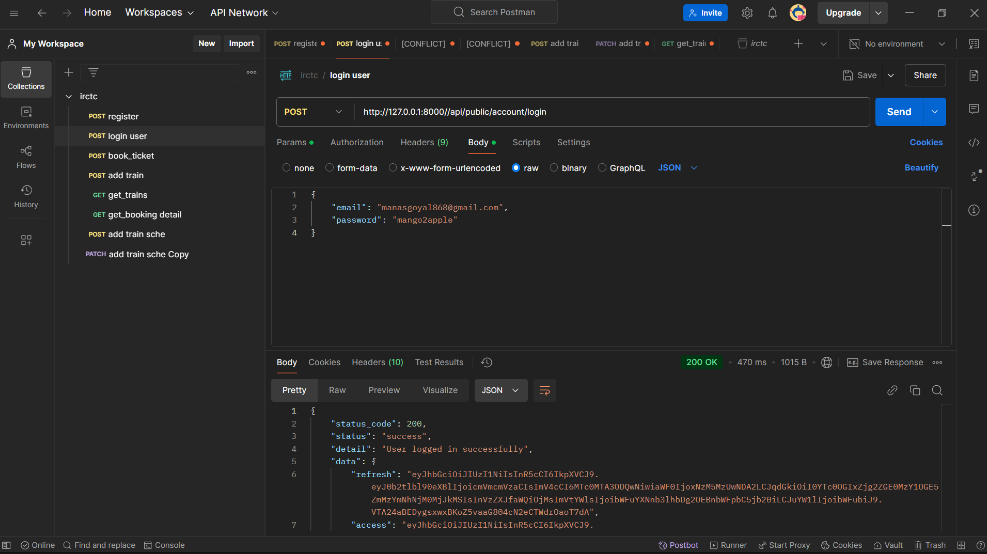 Home
Workspaces
API Network
Search Postman
Invite
Upgrade
My Workspace
New
Import
POST registe
POST login us
[CONFLICT]
[CONFLICT]
POST add trai
PATCH add tr
GET get_trai
irctc
No environment
Collections
Environments
Flows
History
irctc
POST register
POST login user
POST book_ticket
POST add train
GET get_trains
GET get_booking detail
POST add train sche
PATCH add train sche Copy
irctc / login user
Save
Share
POST
http://127.0.0.1:8000//api/public/account/login
Send
Params
Authorization
Headers (9)
Body
Scripts
Settings
Cookies
none
form-data
x-www-form-urlencoded
raw
binary
GraphQL
JSON
Beautify
1 {
2 "email": "manasgoyal868@gmail.com",
3 "password": "mango2apple"
4 }
Body
Cookies
Headers (10)
Test Results
200 OK
470 ms
1015 B
Save Response
Pretty
Raw
Preview
Visualize
JSON
1 {
2 "status_code": 200,
3 "status": "success",
4 "detail": "User logged in successfully",
5 "data": {
6 "refresh": "eyJhbGciOiJIUzI1NiIsInR5cCI6IkpXVCJ9.
7 "access": "eyJhbGciOiJIUzI1NiIsInR5cCI6IkpXVCJ9.
Online
Find and replace
Console
Postbot
Runner
Start Proxy
Cookies
Vault
Trash